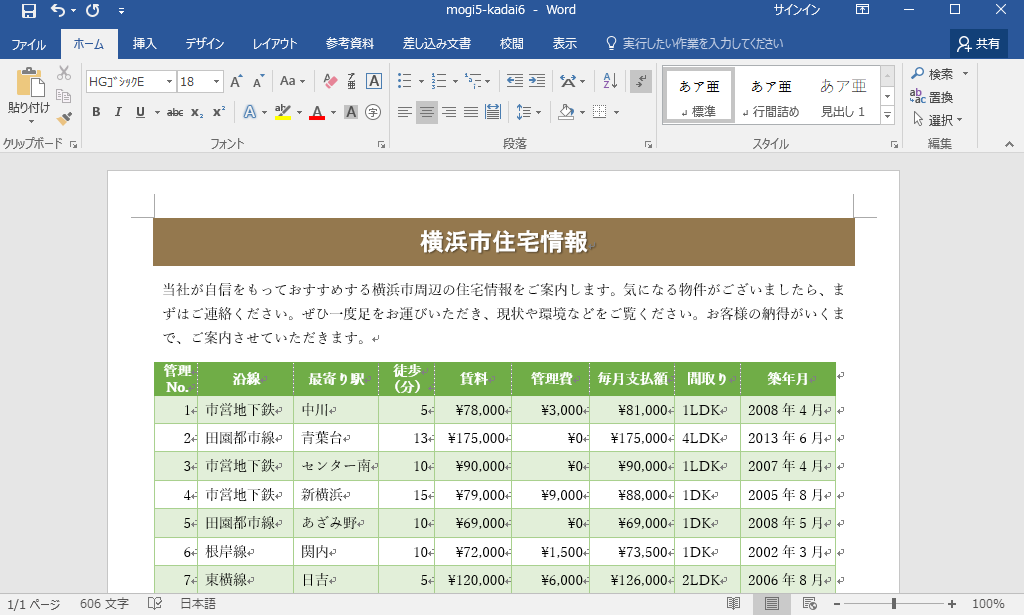 mogi5-kadai6 - Word
サインイン
ファイル ホーム 挿入 デザイン レイアウト 参考資料 差し込み文書 校閲 表示 実行したい作業を入力してください 共有
貼り付け
クリップボード
HGｺﾞｼｯｸE 18
フォント
段落
あア亜 標準
あア亜 行間詰め
あア亜 見出し 1
スタイル
検索
置換
選択
編集
横浜市住宅情報
当社が自信をもっておすすめする横浜市周辺の住宅情報をご案内します。気になる物件がございましたら、ま
ずはご連絡ください。ぜひ一度足をお運びいただき、現状や環境などをご覧ください。お客様の納得がいくま
で、ご案内させていただきます。
管理No. 沿線 最寄り駅 徒歩（分） 賃料 管理費 毎月支払額 間取り 築年月
1 市営地下鉄 中川 5 ¥78,000 ¥3,000 ¥81,000 1LDK 2008 年 4 月
2 田園都市線 青葉台 13 ¥175,000 ¥0 ¥175,000 4LDK 2013 年 6 月
3 市営地下鉄 センター南 10 ¥90,000 ¥0 ¥90,000 1LDK 2007 年 4 月
4 市営地下鉄 新横浜 15 ¥79,000 ¥9,000 ¥88,000 1DK 2005 年 8 月
5 田園都市線 あざみ野 10 ¥69,000 ¥0 ¥69,000 1DK 2008 年 5 月
6 根岸線 関内 10 ¥72,000 ¥1,500 ¥73,500 1DK 2002 年 3 月
7 東横線 日吉 5 ¥120,000 ¥6,000 ¥126,000 2LDK 2006 年 8 月
1/1 ページ 606 文字 日本語 100%